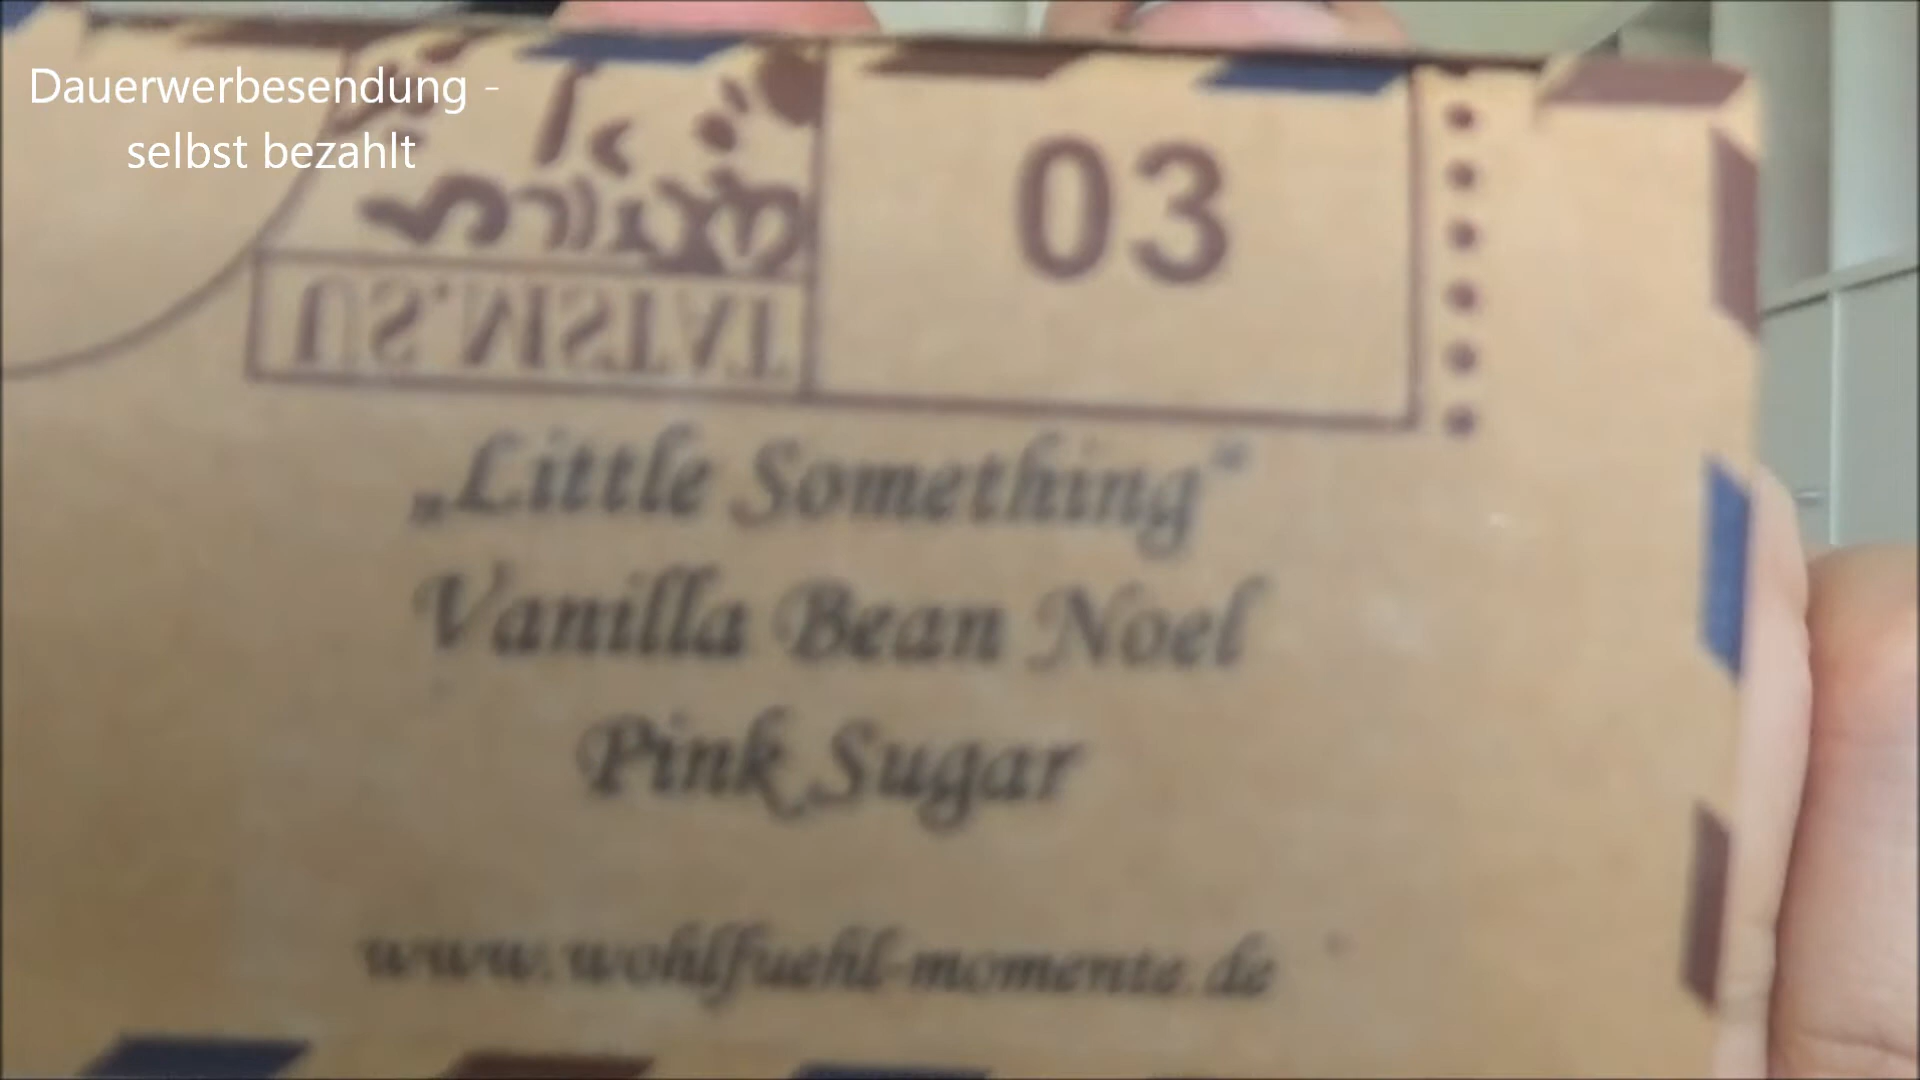 Dauerwerbesendung -
selbst bezahlt
03
„Little Something“
Vanilla Bean Noel
Pink Sugar
www.wohlfuehl-momente.de